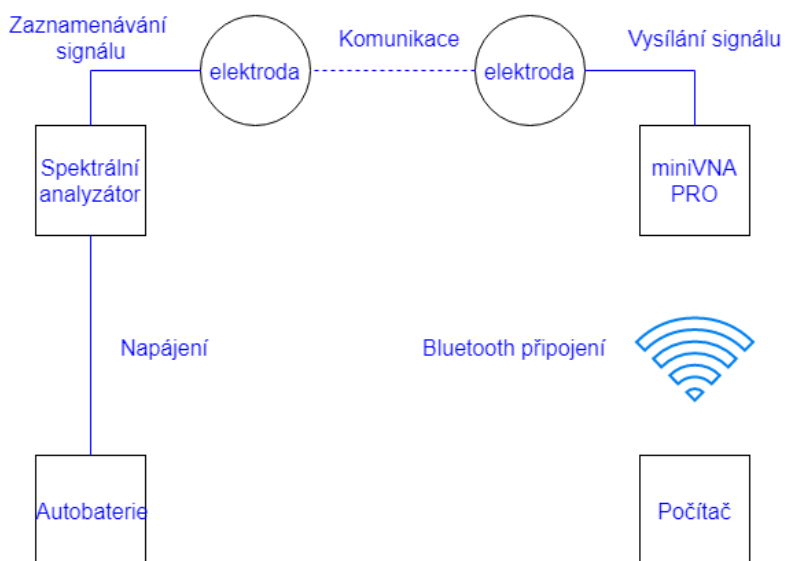 Zaznamenávání
signálu
elektroda
Komunikace
elektroda
Vysílání signálu
Spektrální
analyzátor
miniVNA
PRO
Napájení
Bluetooth připojení
Autobaterie
Počítač